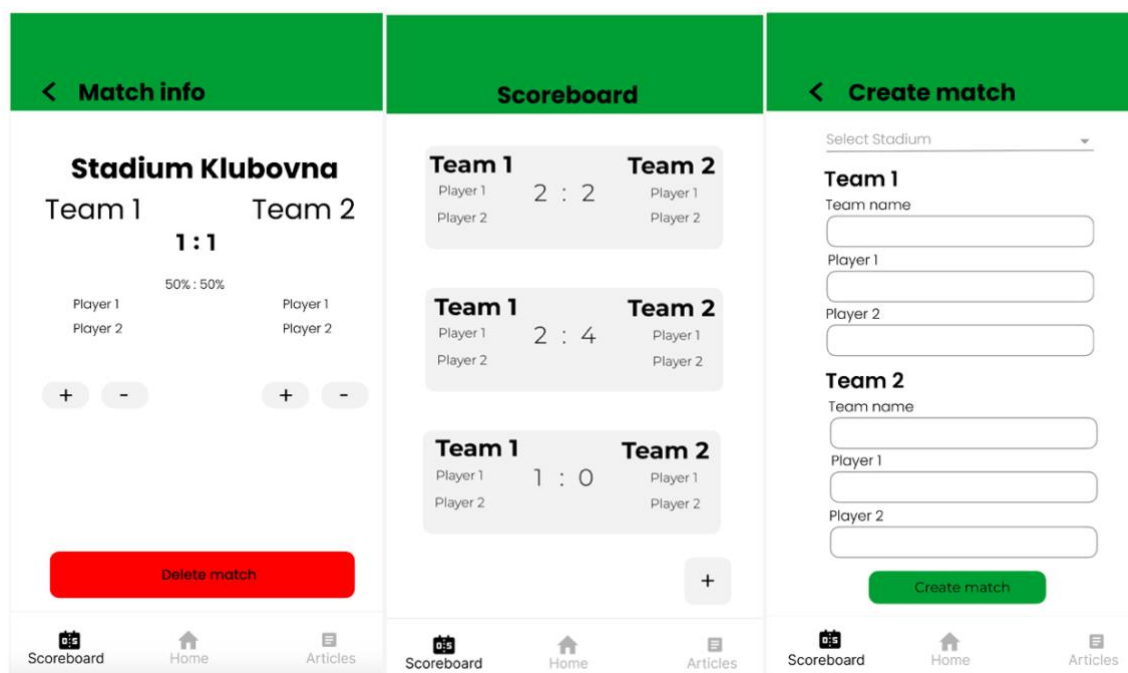 Match info
Stadium Klubovna
Team 1 Team 2
1 : 1
50% : 50%
Player 1 Player 1
Player 2 Player 2
+ - + -
Delete match
Scoreboard Home Articles
Scoreboard
Team 1 Team 2
Player 1 2 : 2 Player 1
Player 2 Player 2
Team 1 Team 2
Player 1 2 : 4 Player 1
Player 2 Player 2
Team 1 Team 2
Player 1 1 : 0 Player 1
Player 2 Player 2
+
Scoreboard Home Articles
Create match
Select Stadium
Team 1
Team name
Player 1
Player 2
Team 2
Team name
Player 1
Player 2
Create match
Scoreboard Home Articles